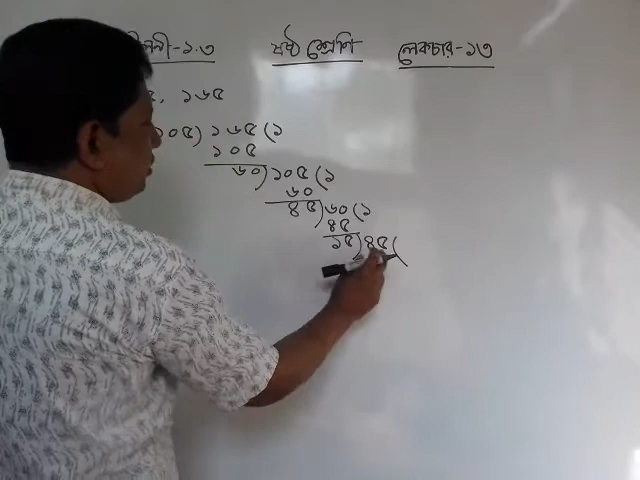 ১.৩ ষষ্ঠ শ্রেণি লেকচার-১৩
, ১৬৫
১০৫) ১৬৫ (১
১০৫
৬০) ১০৫ (১
৬০
৪৫) ৬০ (১
৪৫
১৫) ৪৫ (